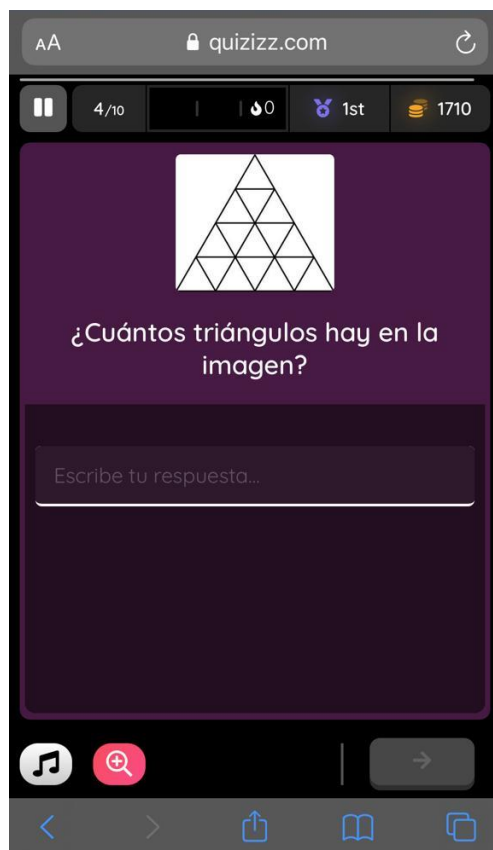 AA quizizz.com
4/10 0 1st 1710
¿Cuántos triángulos hay en la
imagen?
Escribe tu respuesta...